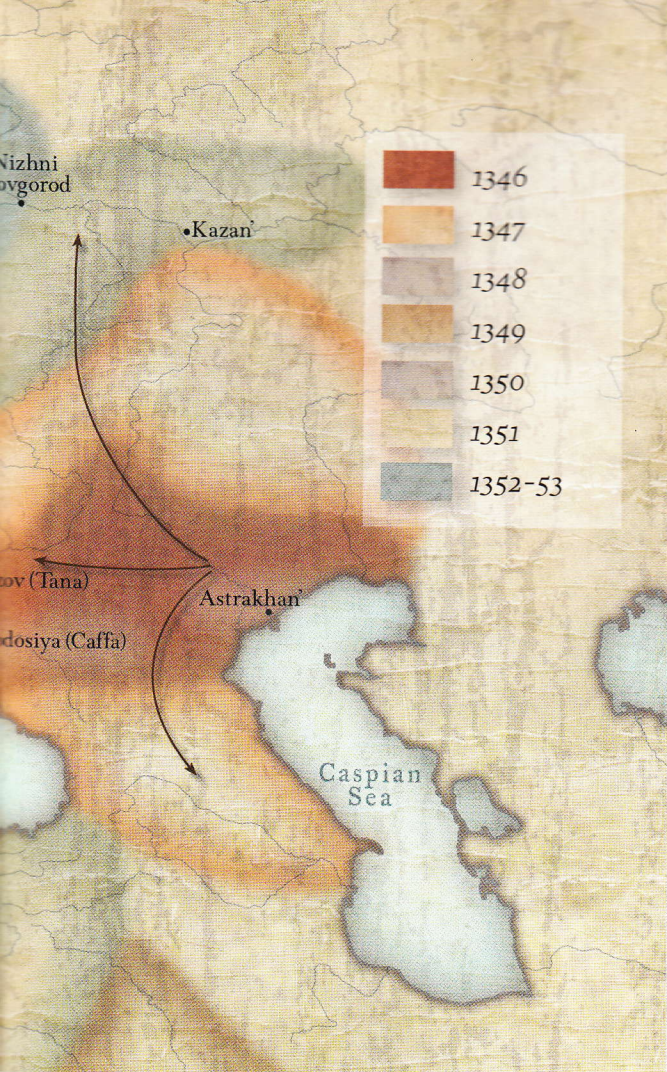 Nizhni
ovgorod
Kazan'
1346
1347
1348
1349
1350
1351
1352-53
ov (Tana)
Astrakhan'
dosiya (Caffa)
Caspian
Sea